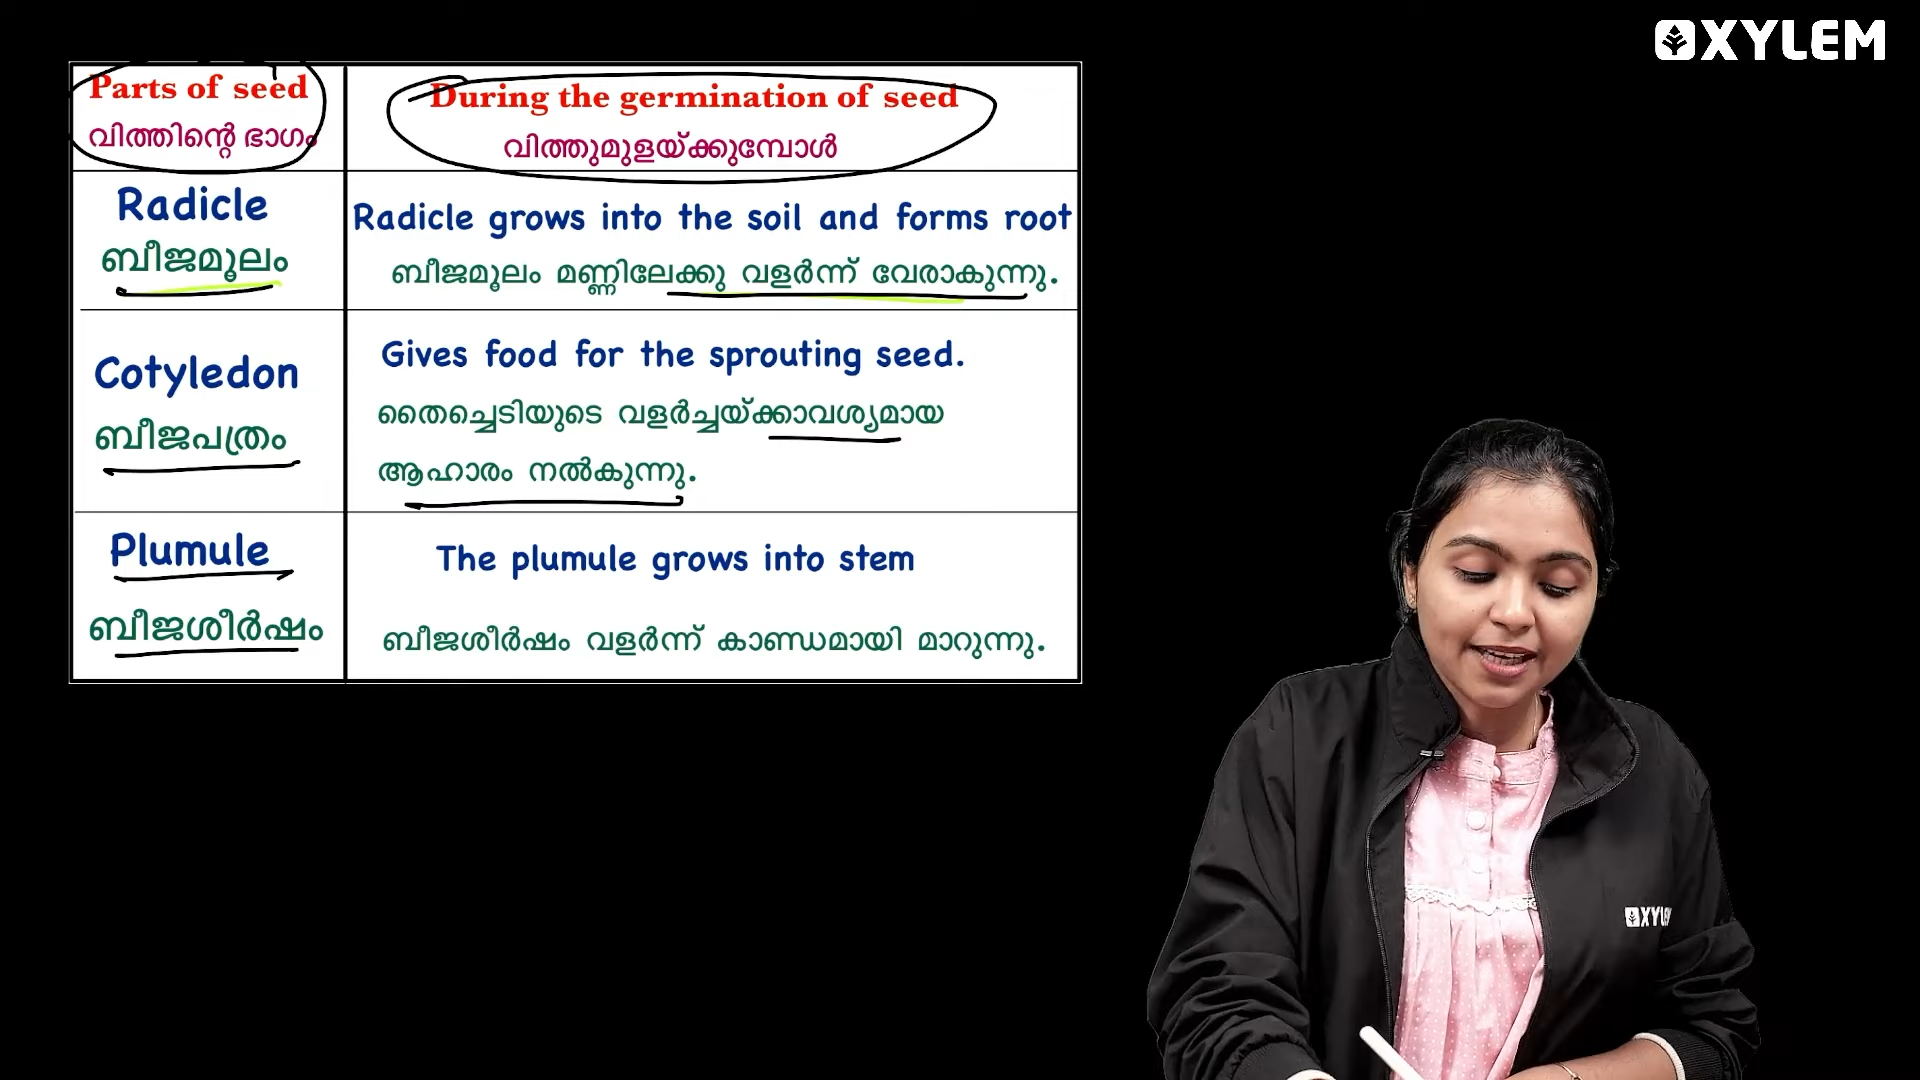 XYLEM
Parts of seed
വിത്തിന്റെ ഭാഗം
During the germination of seed
വിത്തുമുളയ്ക്കുമ്പോൾ
Radicle
ബീജമൂലം
Radicle grows into the soil and forms root
ബീജമൂലം മണ്ണിലേക്കു വളർന്ന് വേരാകുന്നു.
Cotyledon
ബീജപത്രം
Gives food for the sprouting seed.
തൈച്ചെടിയുടെ വളർച്ചയ്ക്കാവശ്യമായ
ആഹാരം നൽകുന്നു.
Plumule
ബീജശീർഷം
The plumule grows into stem
ബീജശീർഷം വളർന്ന് കാണ്ഡമായി മാറുന്നു.
XYLEM